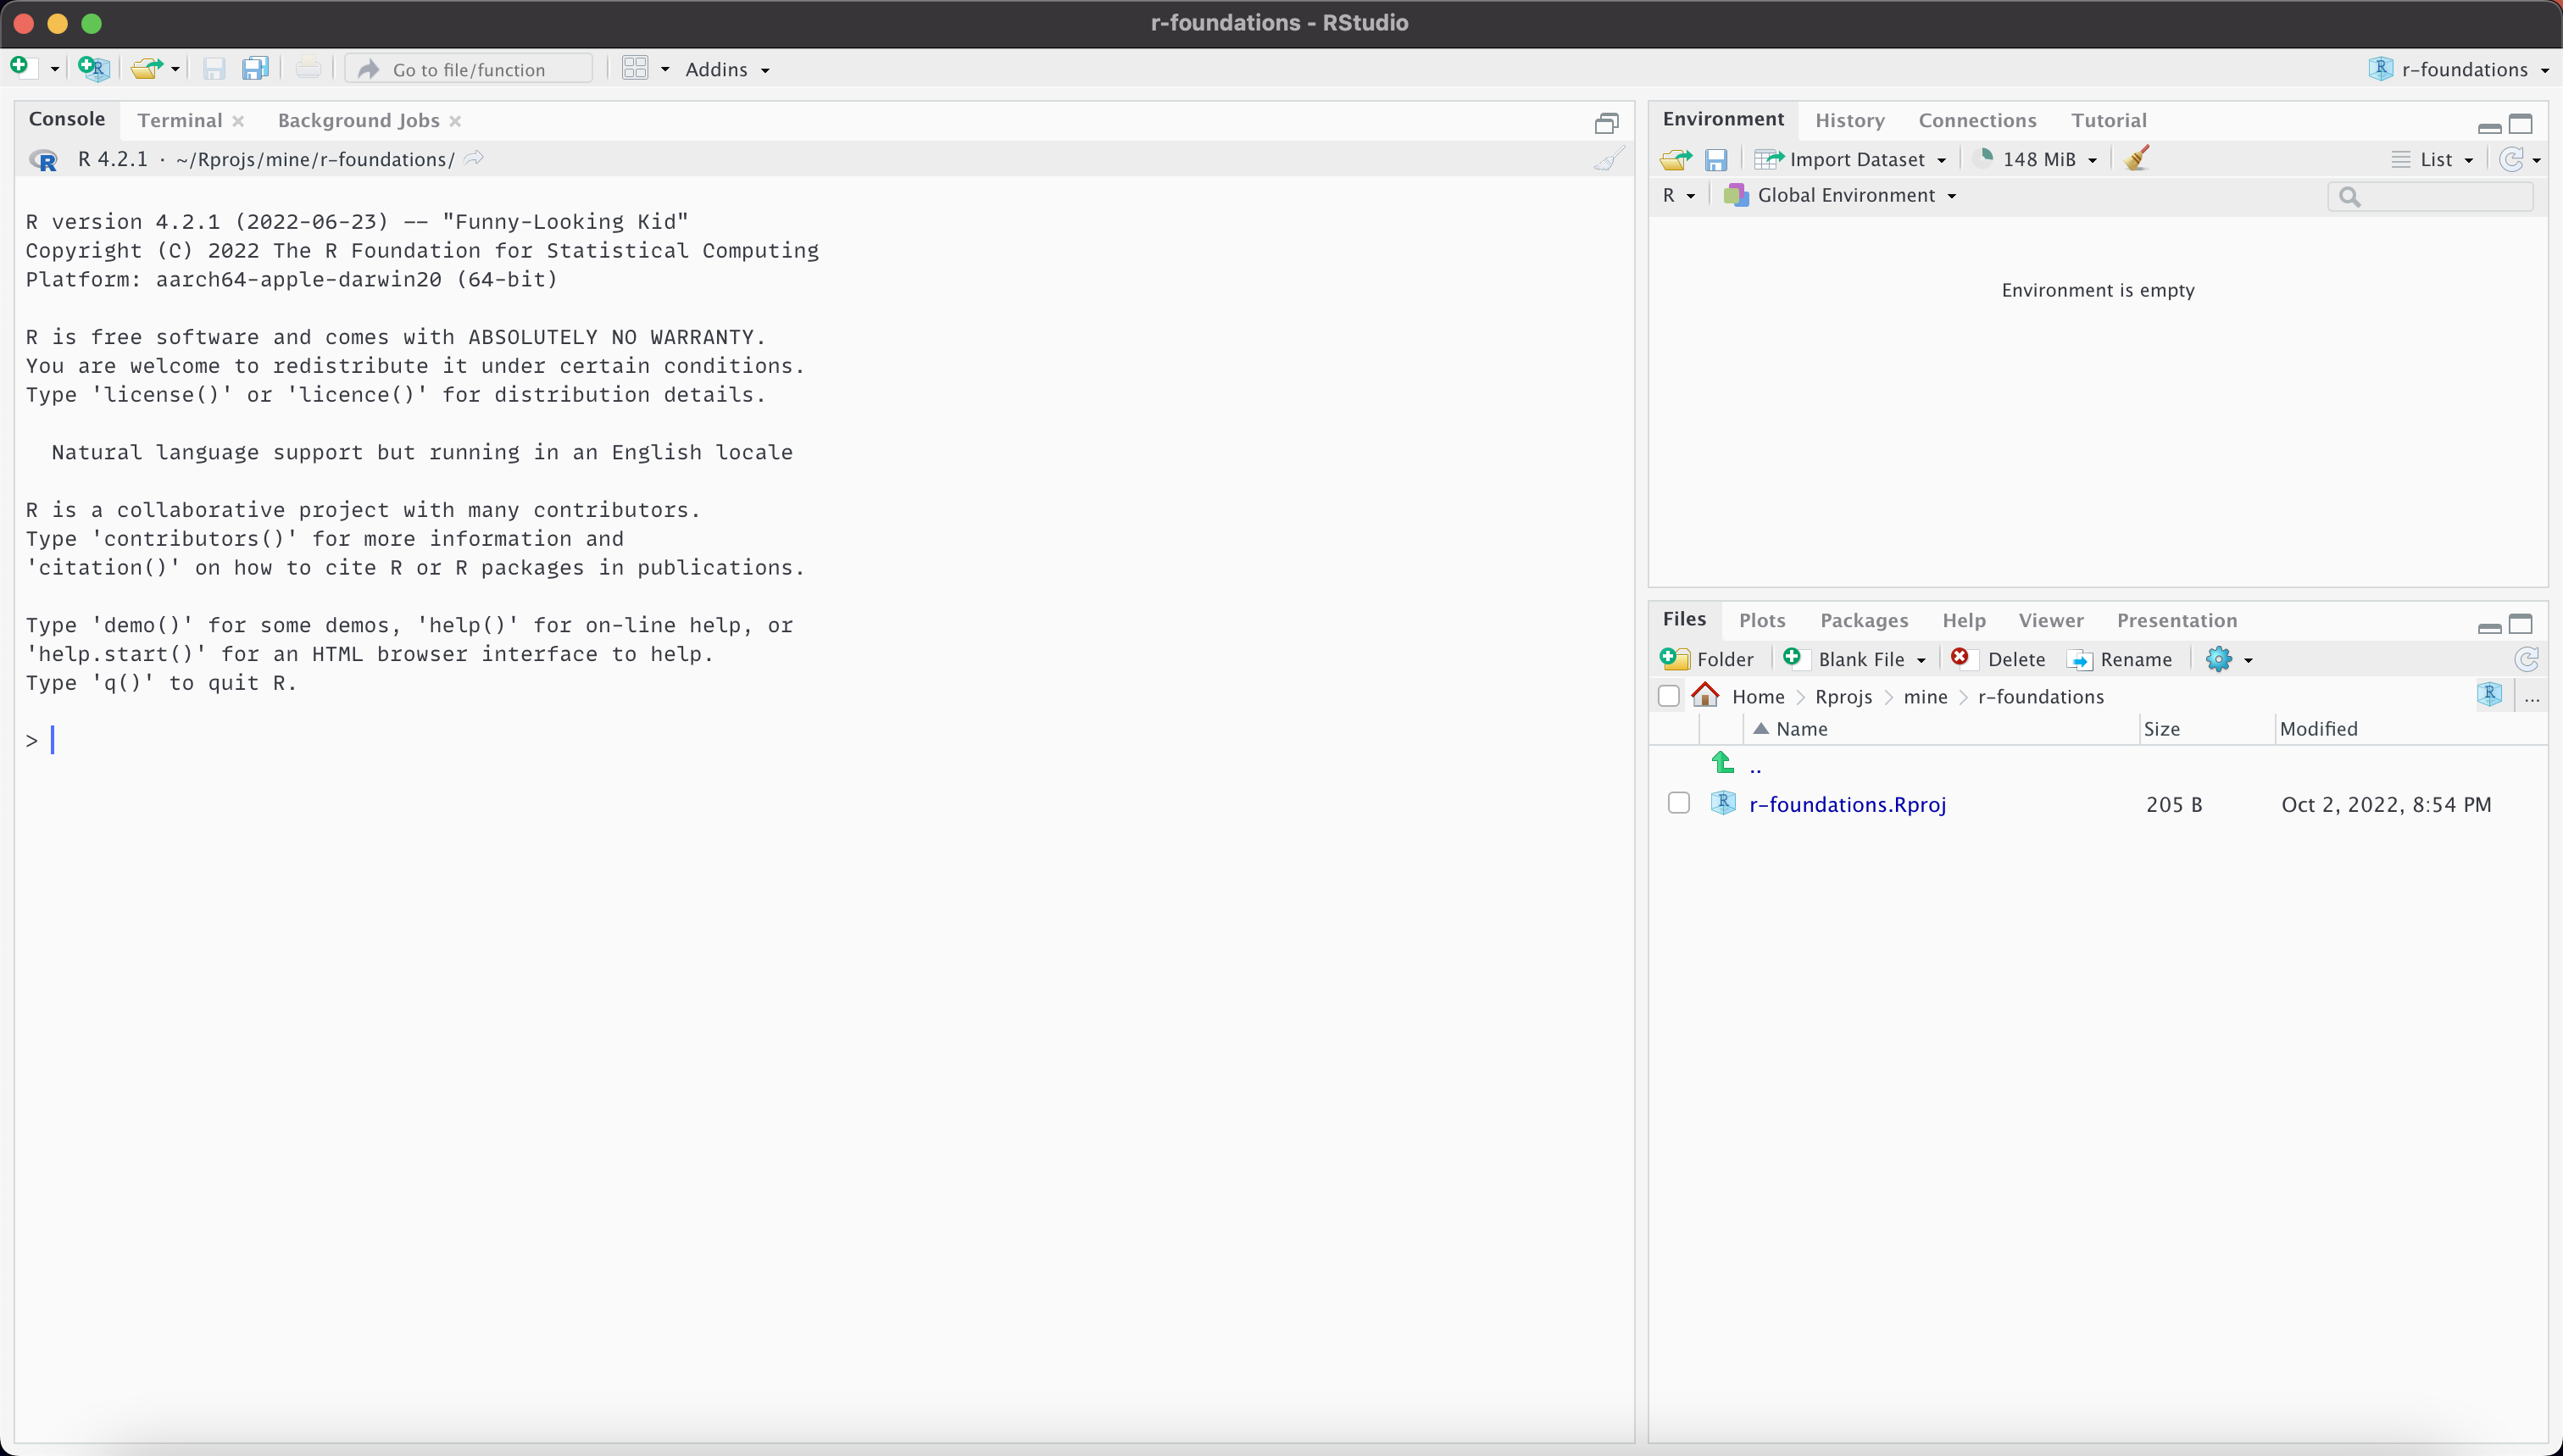 r-foundations - RStudio
Go to file/function
Addins
r-foundations
Console
Terminal
Background Jobs
R 4.2.1 · ~/Rprojs/mine/r-foundations/
R version 4.2.1 (2022-06-23) -- "Funny-Looking Kid"
Copyright (C) 2022 The R Foundation for Statistical Computing
Platform: aarch64-apple-darwin20 (64-bit)
R is free software and comes with ABSOLUTELY NO WARRANTY.
You are welcome to redistribute it under certain conditions.
Type 'license()' or 'licence()' for distribution details.
Natural language support but running in an English locale
R is a collaborative project with many contributors.
Type 'contributors()' for more information and
'citation()' on how to cite R or R packages in publications.
Type 'demo()' for some demos, 'help()' for on-line help, or
'help.start()' for an HTML browser interface to help.
Type 'q()' to quit R.
>
Environment
History
Connections
Tutorial
Import Dataset
148 MiB
List
R
Global Environment
Environment is empty
Files
Plots
Packages
Help
Viewer
Presentation
Folder
Blank File
Delete
Rename
Home > Rprojs > mine > r-foundations
...
Name
Size
Modified
..
r-foundations.Rproj
205 B
Oct 2, 2022, 8:54 PM